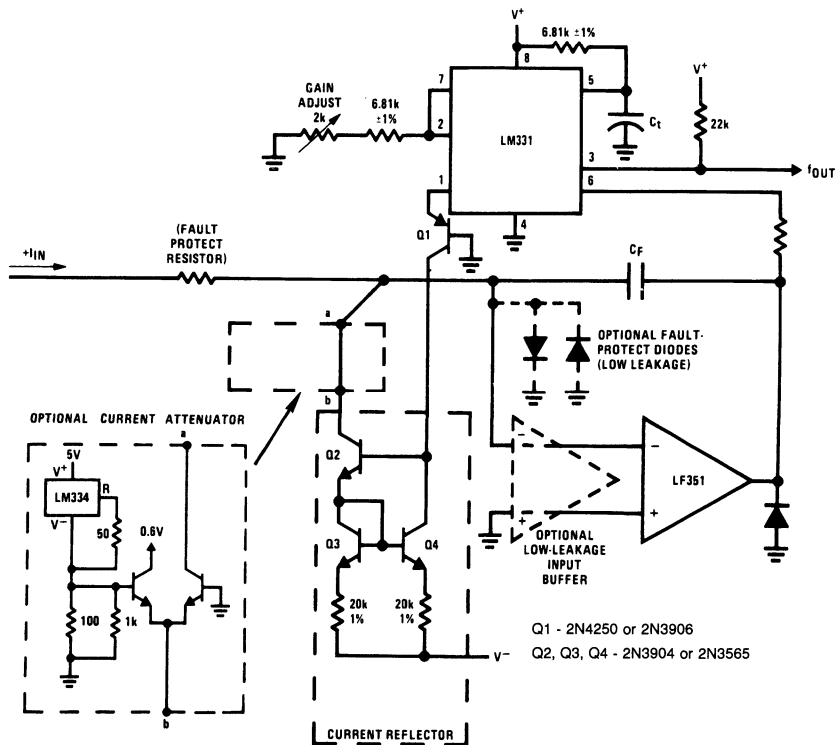 V+
6.81k ±1%
8
7
5
V+
GAIN
ADJUST
2k
6.81k
±1%
2
LM331
Ct
22k
3
fOUT
1
6
4
Q1
(FAULT
PROTECT
RESISTOR)
+IIN
CF
a
OPTIONAL FAULT-
PROTECT DIODES
(LOW LEAKAGE)
b
OPTIONAL CURRENT ATTENUATOR
a
5V
V+
LM334
R
V−
50
0.6V
100
1k
b
Q2
Q3
Q4
20k
1%
20k
1%
V−
CURRENT REFLECTOR
−
−
LF351
+
+
OPTIONAL
LOW-LEAKAGE
INPUT
BUFFER
Q1 - 2N4250 or 2N3906
Q2, Q3, Q4 - 2N3904 or 2N3565